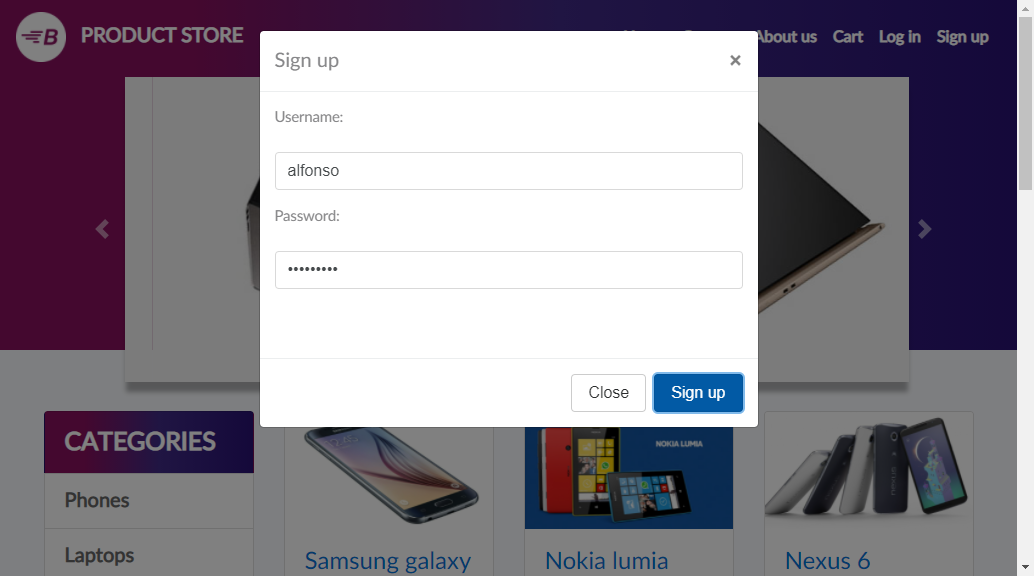 B PRODUCT STORE
About us Cart Log in Sign up
Sign up ×
Username:
alfonso
Password:
•••••••••
Close Sign up
CATEGORIES
Phones
Laptops
NOKIA LUMIA
Samsung galaxy
Nokia lumia
Nexus 6